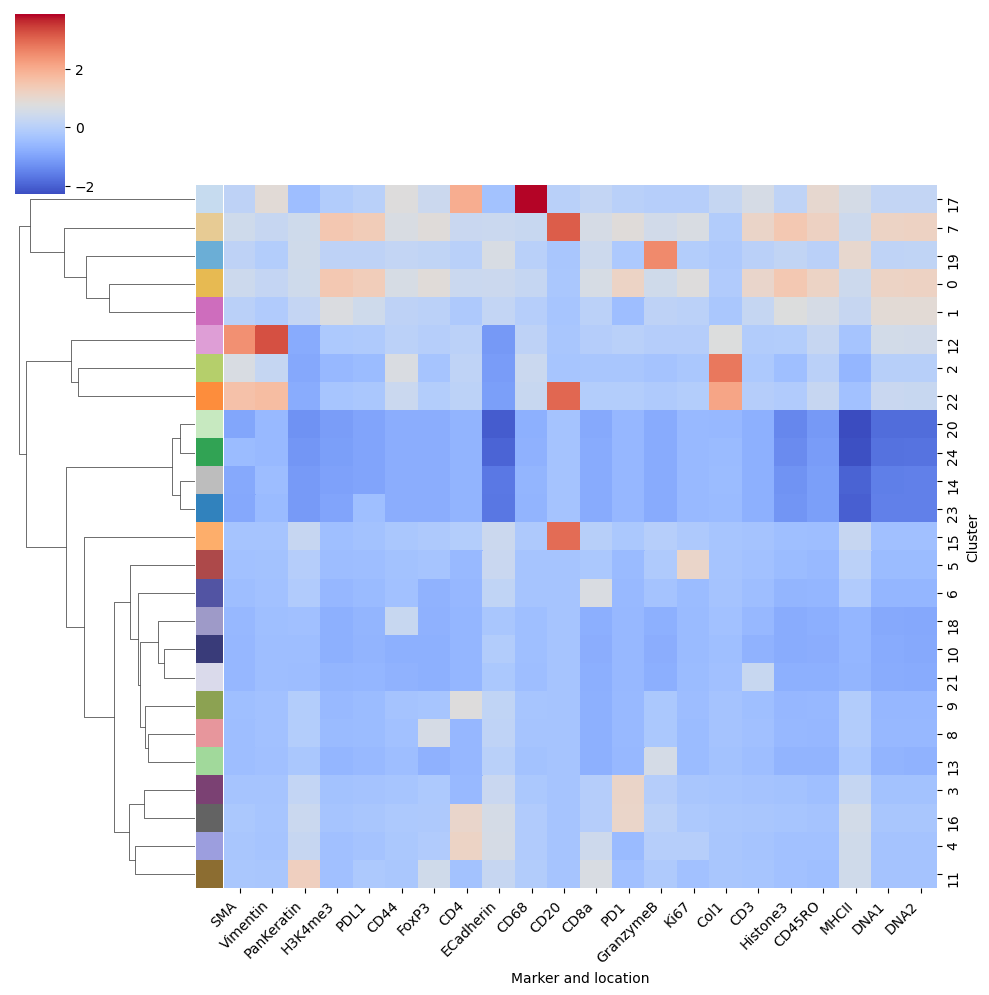 2
0
−2
17
7
19
0
1
12
2
22
20
24
14
23
15
5
6
18
10
21
9
8
13
3
16
4
11
Cluster
SMA
Vimentin
PanKeratin
H3K4me3
PDL1
CD44
FoxP3
CD4
ECadherin
CD68
CD20
CD8a
PD1
GranzymeB
Ki67
Col1
CD3
Histone3
CD45RO
MHCII
DNA1
DNA2
Marker and location